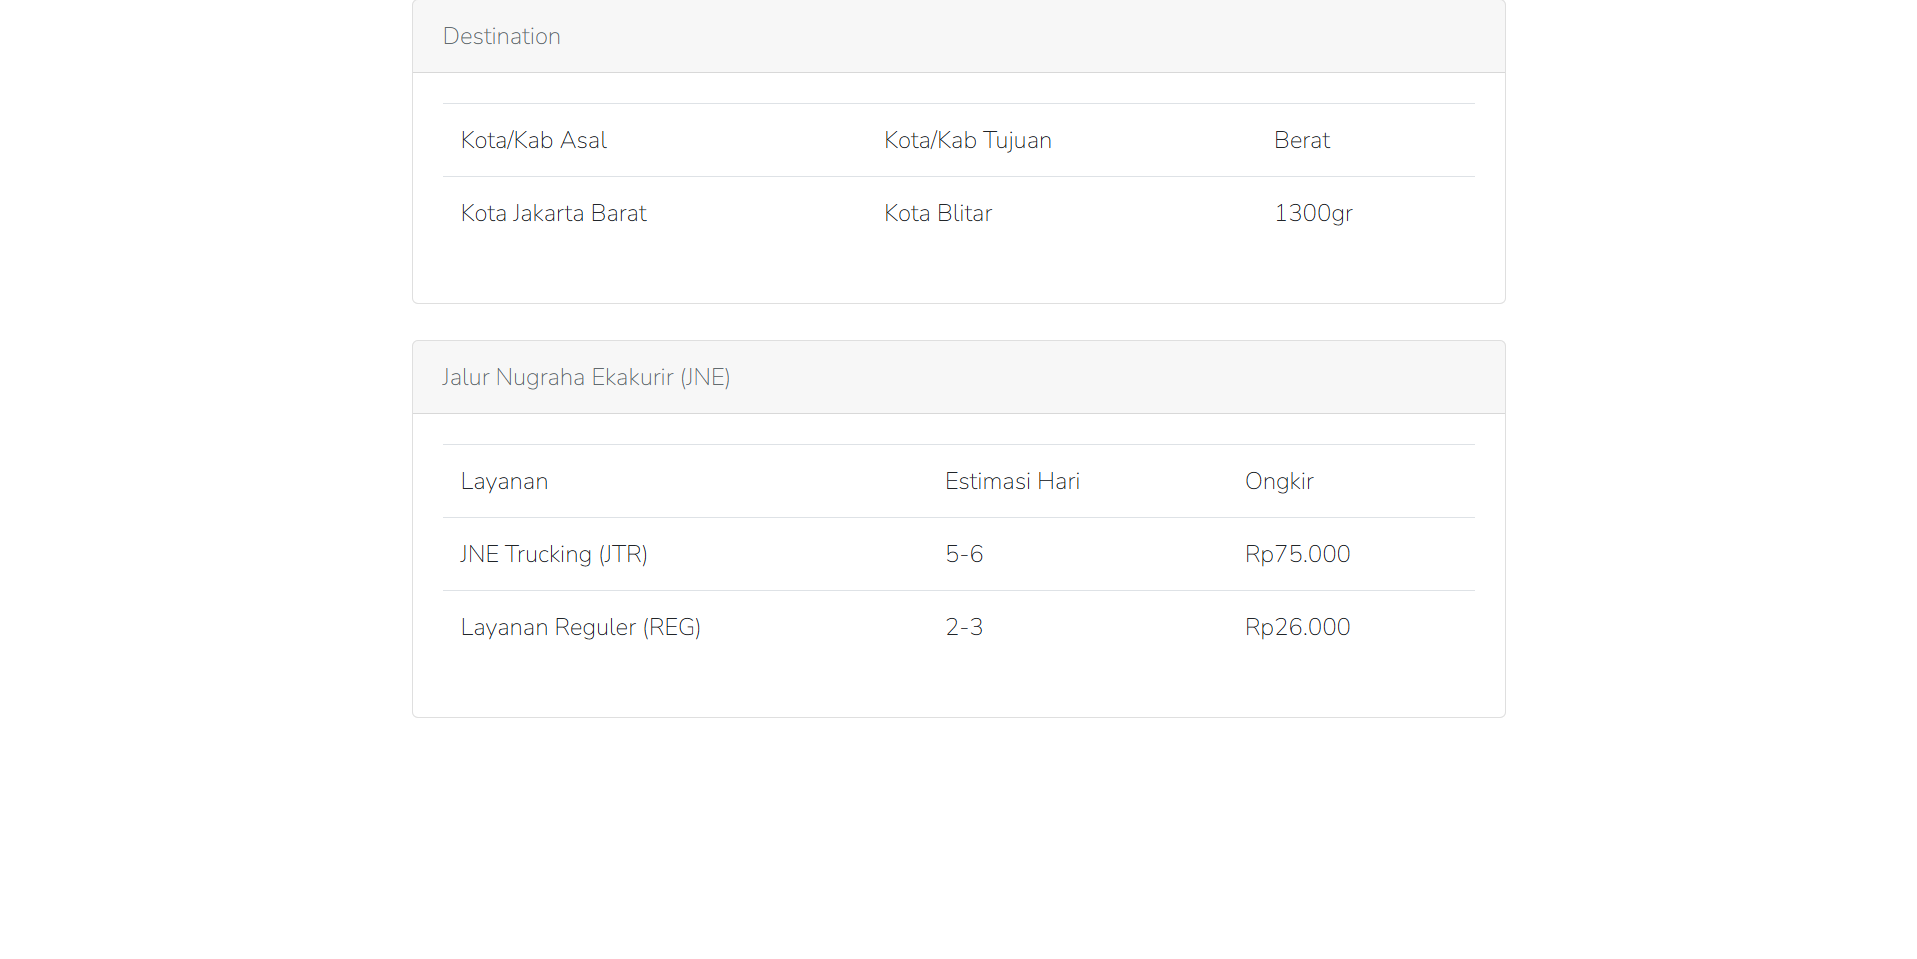 Destination
Kota/Kab Asal Kota/Kab Tujuan Berat
Kota Jakarta Barat Kota Blitar 1300gr
Jalur Nugraha Ekakurir (JNE)
Layanan Estimasi Hari Ongkir
JNE Trucking (JTR) 5-6 Rp75.000
Layanan Reguler (REG) 2-3 Rp26.000